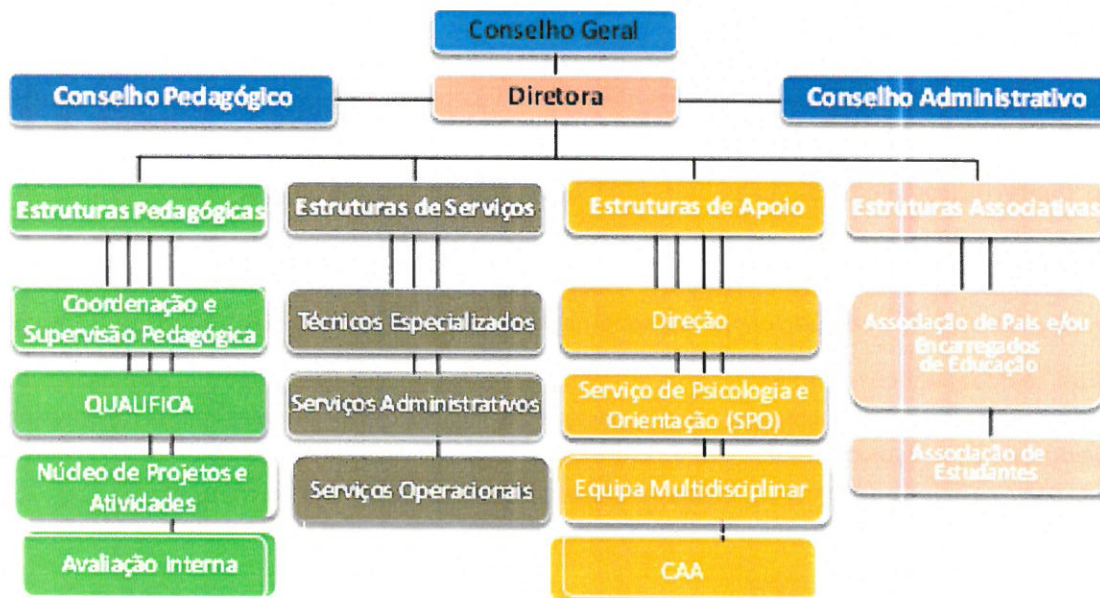 Conselho Geral
Conselho Pedagógico
Diretora
Conselho Administrativo
Estruturas Pedagógicas
Estruturas de Serviços
Estruturas de Apoio
Estruturas Associativas
Coordenação e
Supervisão Pedagógica
Técnicos Especializados
Direção
Associação de Pais e/ou
Encarregados
de Educação
QUALIFICA
Serviços Administrativos
Serviço de Psicologia e
Orientação (SPO)
Núcleo de Projetos e
Atividades
Serviços Operacionais
Equipa Multidisciplinar
Associação de
Estudantes
Avaliação Interna
CAA